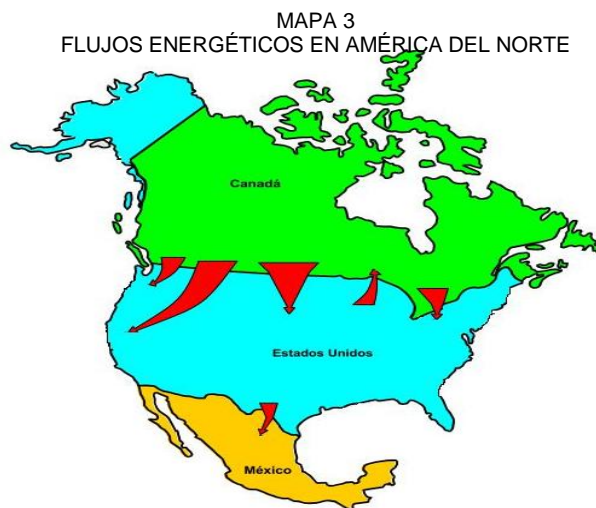 MAPA 3
FLUJOS ENERGÉTICOS EN AMÉRICA DEL NORTE
Canadá
Estados Unidos
México